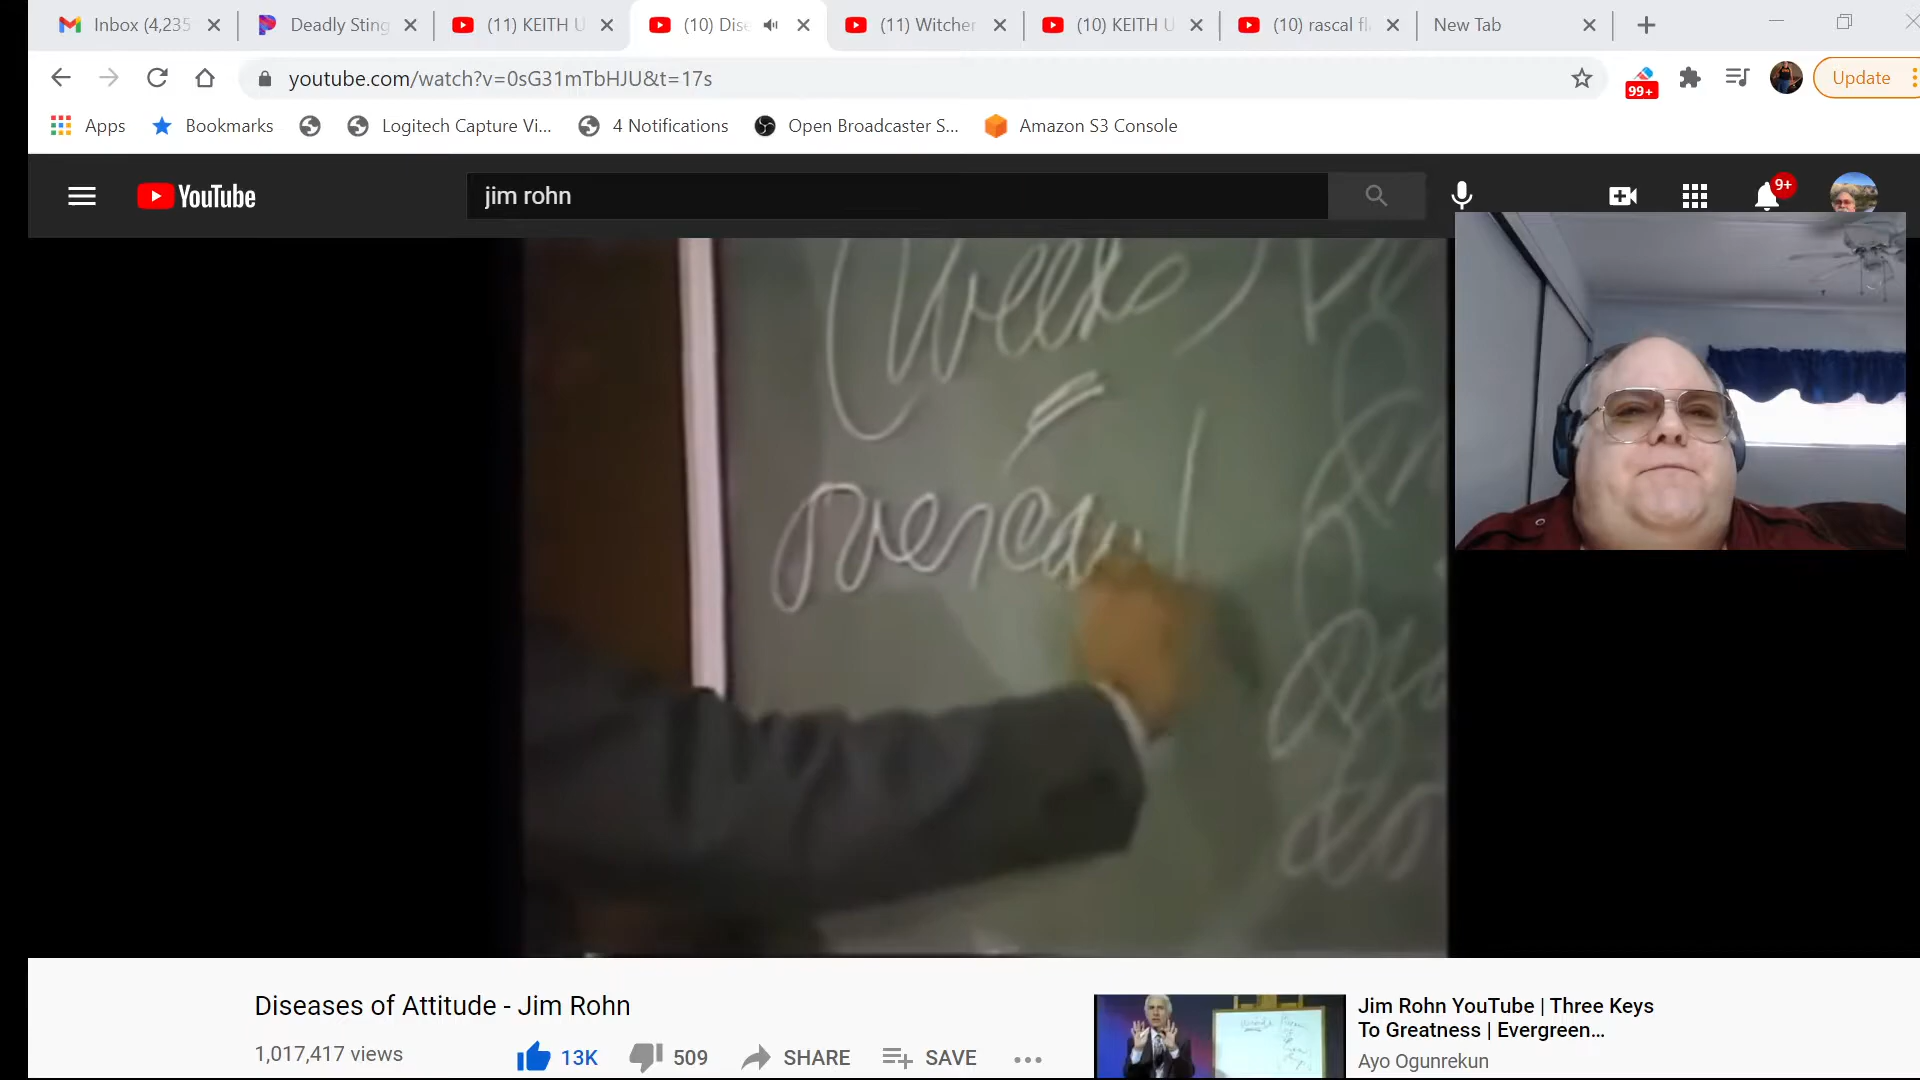 Inbox (4,235
Deadly Sting
(11) KEITH U
(10) Dise
(11) Witcher
(10) KEITH U
(10) rascal fl
New Tab
youtube.com/watch?v=0sG31mTbHJU&t=17s
99+
Update
Apps
Bookmarks
Logitech Capture Vi...
4 Notifications
Open Broadcaster S...
Amazon S3 Console
YouTube
jim rohn
9+
Diseases of Attitude - Jim Rohn
1,017,417 views
13K
509
SHARE
SAVE
Jim Rohn YouTube | Three Keys
To Greatness | Evergreen...
Ayo Ogunrekun